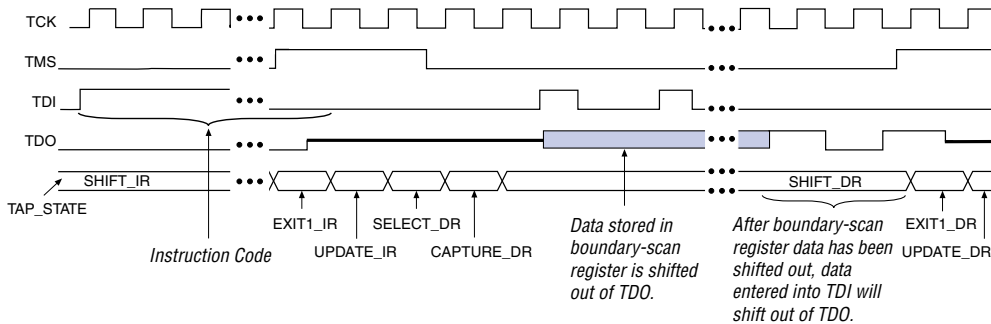 TCK
TMS
TDI
TDO
SHIFT_IR
SHIFT_DR
TAP_STATE
EXIT1_IR
SELECT_DR
EXIT1_DR
Instruction Code
UPDATE_IR
CAPTURE_DR
UPDATE_DR
Data stored in
boundary-scan
register is shifted
out of TDO.
After boundary-scan
register data has been
shifted out, data
entered into TDI will
shift out of TDO.